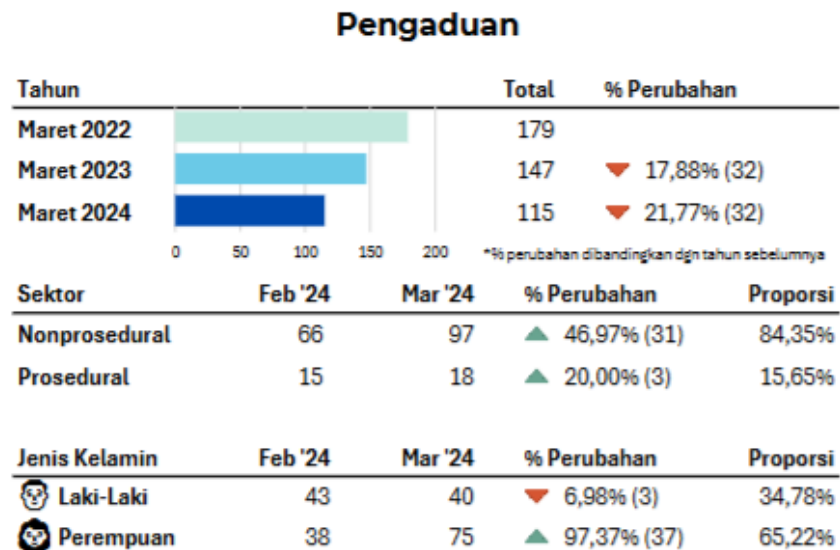 Pengaduan
Tahun Total % Perubahan
Maret 2022 179
Maret 2023 147 17,88% (32)
Maret 2024 115 21,77% (32)
0 50 100 150 200
*% perubahan dibandingkan dgn tahun sebelumnya
Sektor Feb '24 Mar '24 % Perubahan Proporsi
Nonprosedural 66 97 46,97% (31) 84,35%
Prosedural 15 18 20,00% (3) 15,65%
Jenis Kelamin Feb '24 Mar '24 % Perubahan Proporsi
Laki-Laki 43 40 6,98% (3) 34,78%
Perempuan 38 75 97,37% (37) 65,22%